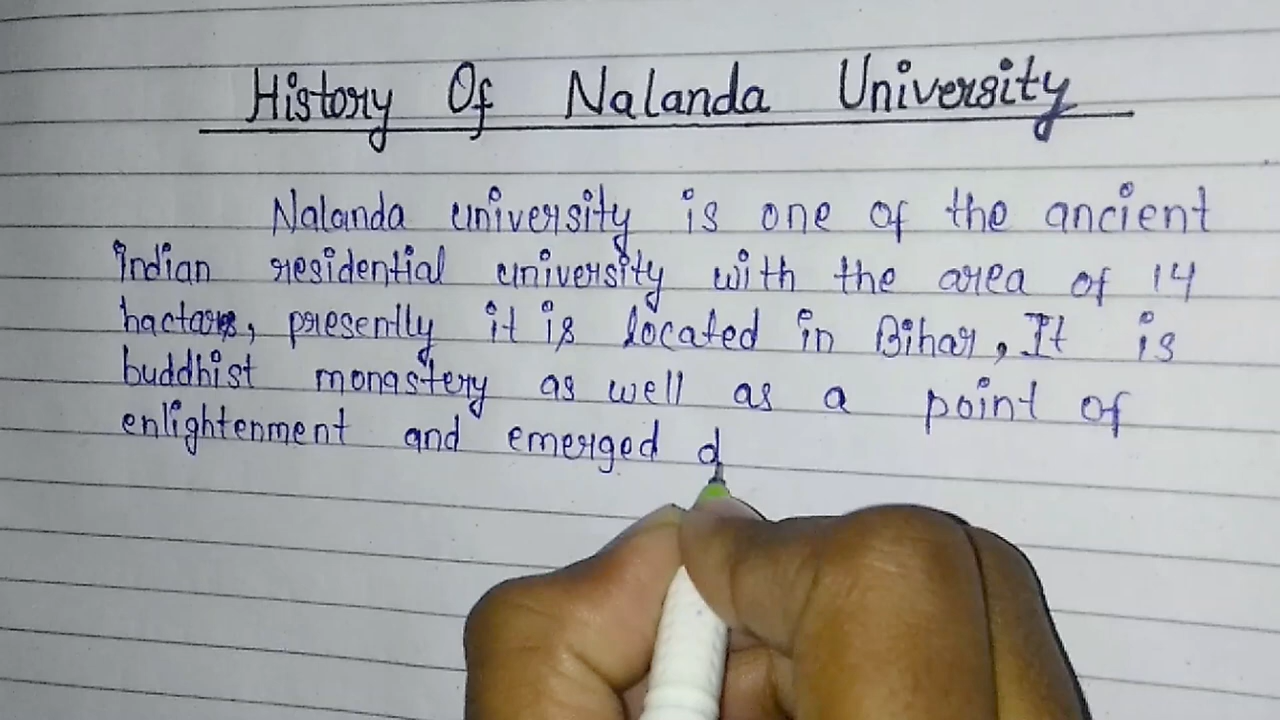 History Of Nalanda University
Nalanda university is one of the ancient
indian residential university with the area of 14
hactares, presently it is located in Bihar, It is
buddhist monastery as well as a point of
enlightenment and emerged d